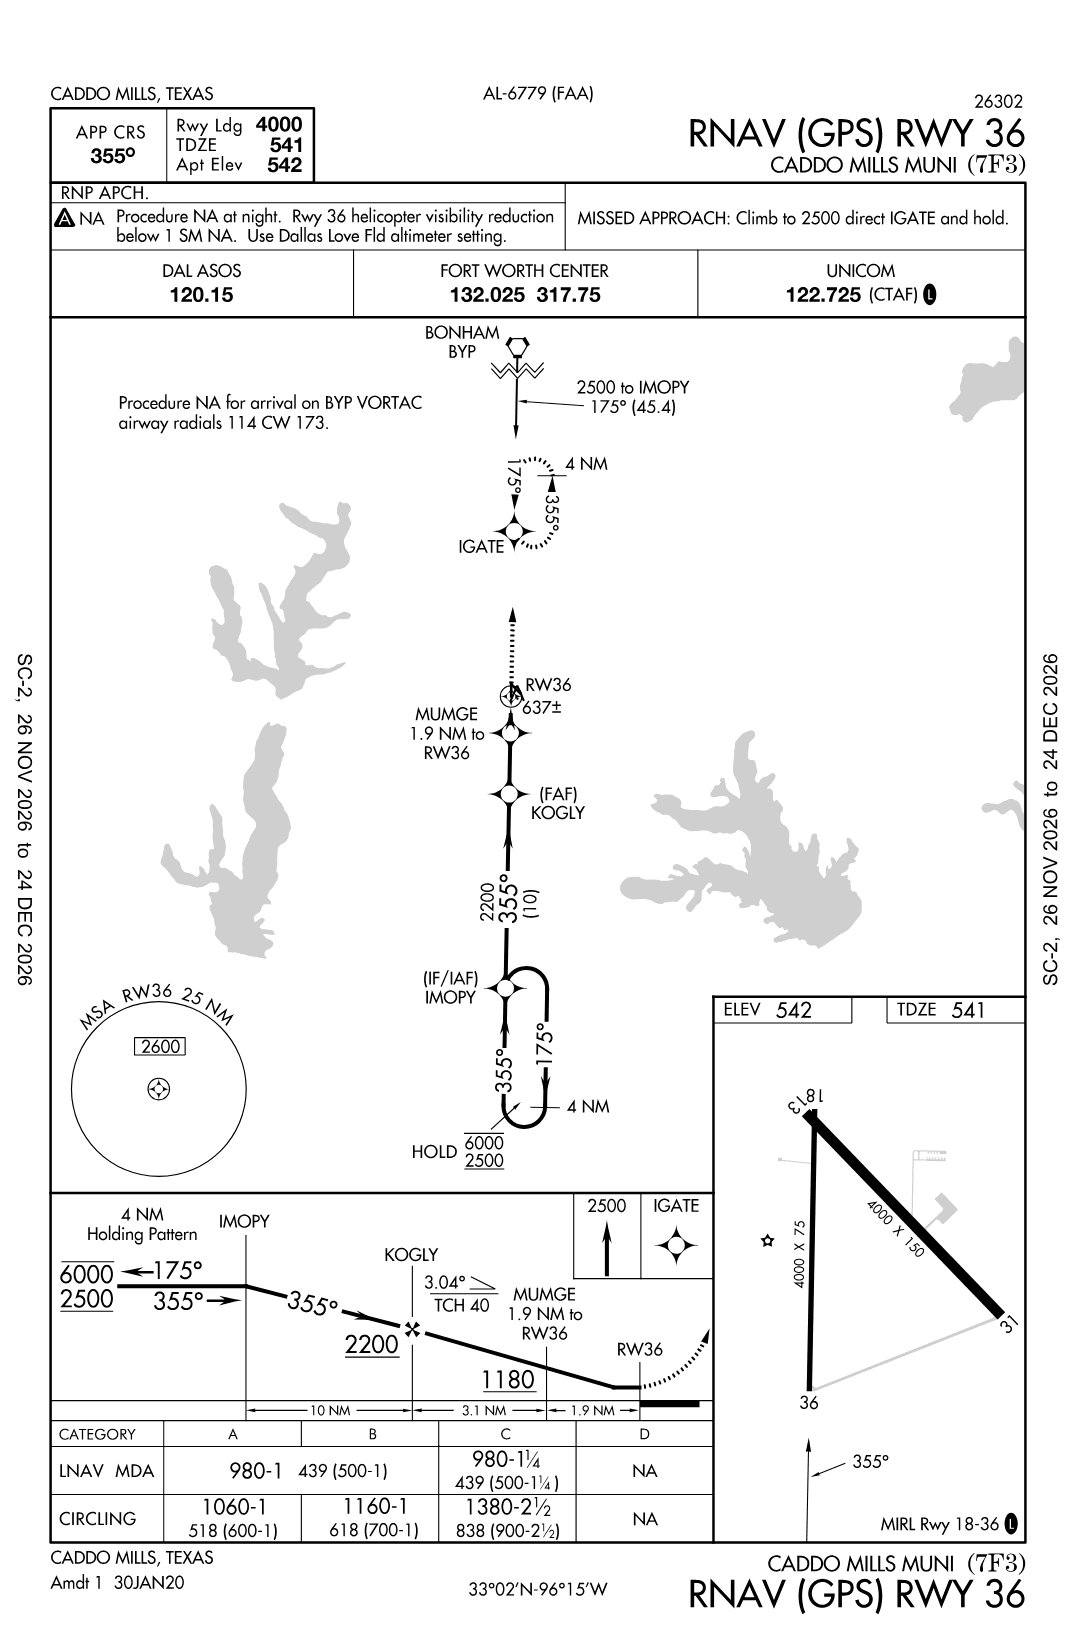 CADDO MILLS, TEXAS
AL-6779 (FAA)
26302
APP CRS
355°
Rwy Ldg 4000
TDZE 541
Apt Elev 542
RNAV (GPS) RWY 36
CADDO MILLS MUNI (7F3)
RNP APCH.
A NA Procedure NA at night. Rwy 36 helicopter visibility reduction
below 1 SM NA. Use Dallas Love Fld altimeter setting.
MISSED APPROACH: Climb to 2500 direct IGATE and hold.
DAL ASOS
120.15
FORT WORTH CENTER
132.025 317.75
UNICOM
122.725 (CTAF) L
BONHAM
BYP
2500 to IMOPY
175° (45.4)
Procedure NA for arrival on BYP VORTAC
airway radials 114 CW 173.
4 NM
175°
355°
IGATE
RW36
637±
MUMGE
1.9 NM to
RW36
(FAF)
KOGLY
2200
355°
(10)
(IF/IAF)
IMOPY
355°
175°
4 NM
HOLD 6000
2500
MSA RW36 25 NM
2600
ELEV 542
TDZE 541
18
13
4000 X 75
4000 X 150
31
36
355°
MIRL Rwy 18-36 L
4 NM
Holding Pattern
IMOPY
6000
2500
175°
355°
355°
KOGLY
2200
3.04°
TCH 40
MUMGE
1.9 NM to
RW36
1180
RW36
2500
IGATE
10 NM
3.1 NM
1.9 NM
CATEGORY A B C D
LNAV MDA 980-1 439 (500-1) 980-1¼ 439 (500-1¼) NA
CIRCLING 1060-1 518 (600-1) 1160-1 618 (700-1) 1380-2½ 838 (900-2½) NA
CADDO MILLS, TEXAS
Amdt 1 30JAN20
33°02'N-96°15'W
CADDO MILLS MUNI (7F3)
RNAV (GPS) RWY 36
SC-2, 26 NOV 2026 to 24 DEC 2026
SC-2, 26 NOV 2026 to 24 DEC 2026